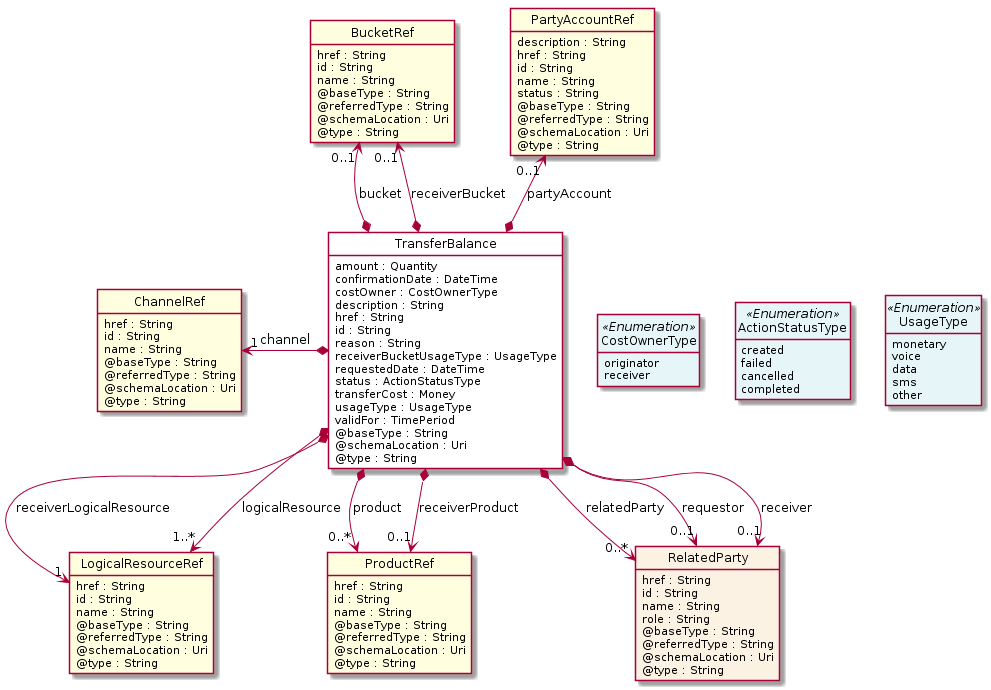 BucketRef
href : String
id : String
name : String
@baseType : String
@referredType : String
@schemaLocation : Uri
@type : String
PartyAccountRef
description : String
href : String
id : String
name : String
status : String
@baseType : String
@referredType : String
@schemaLocation : Uri
@type : String
0..1
0..1
0..1
bucket
receiverBucket
partyAccount
TransferBalance
amount : Quantity
confirmationDate : DateTime
costOwner : CostOwnerType
description : String
href : String
id : String
reason : String
receiverBucketUsageType : UsageType
requestedDate : DateTime
status : ActionStatusType
transferCost : Money
usageType : UsageType
validFor : TimePeriod
@baseType : String
@schemaLocation : Uri
@type : String
ChannelRef
href : String
id : String
name : String
@baseType : String
@referredType : String
@schemaLocation : Uri
@type : String
1
channel
«Enumeration»
CostOwnerType
originator
receiver
«Enumeration»
ActionStatusType
created
failed
cancelled
completed
«Enumeration»
UsageType
monetary
voice
data
sms
other
receiverLogicalResource
logicalResource
product
receiverProduct
relatedParty
requestor
receiver
1
1..*
0..*
0..1
0..*
0..1
0..1
LogicalResourceRef
href : String
id : String
name : String
@baseType : String
@referredType : String
@schemaLocation : Uri
@type : String
ProductRef
href : String
id : String
name : String
@baseType : String
@referredType : String
@schemaLocation : Uri
@type : String
RelatedParty
href : String
id : String
name : String
role : String
@baseType : String
@referredType : String
@schemaLocation : Uri
@type : String